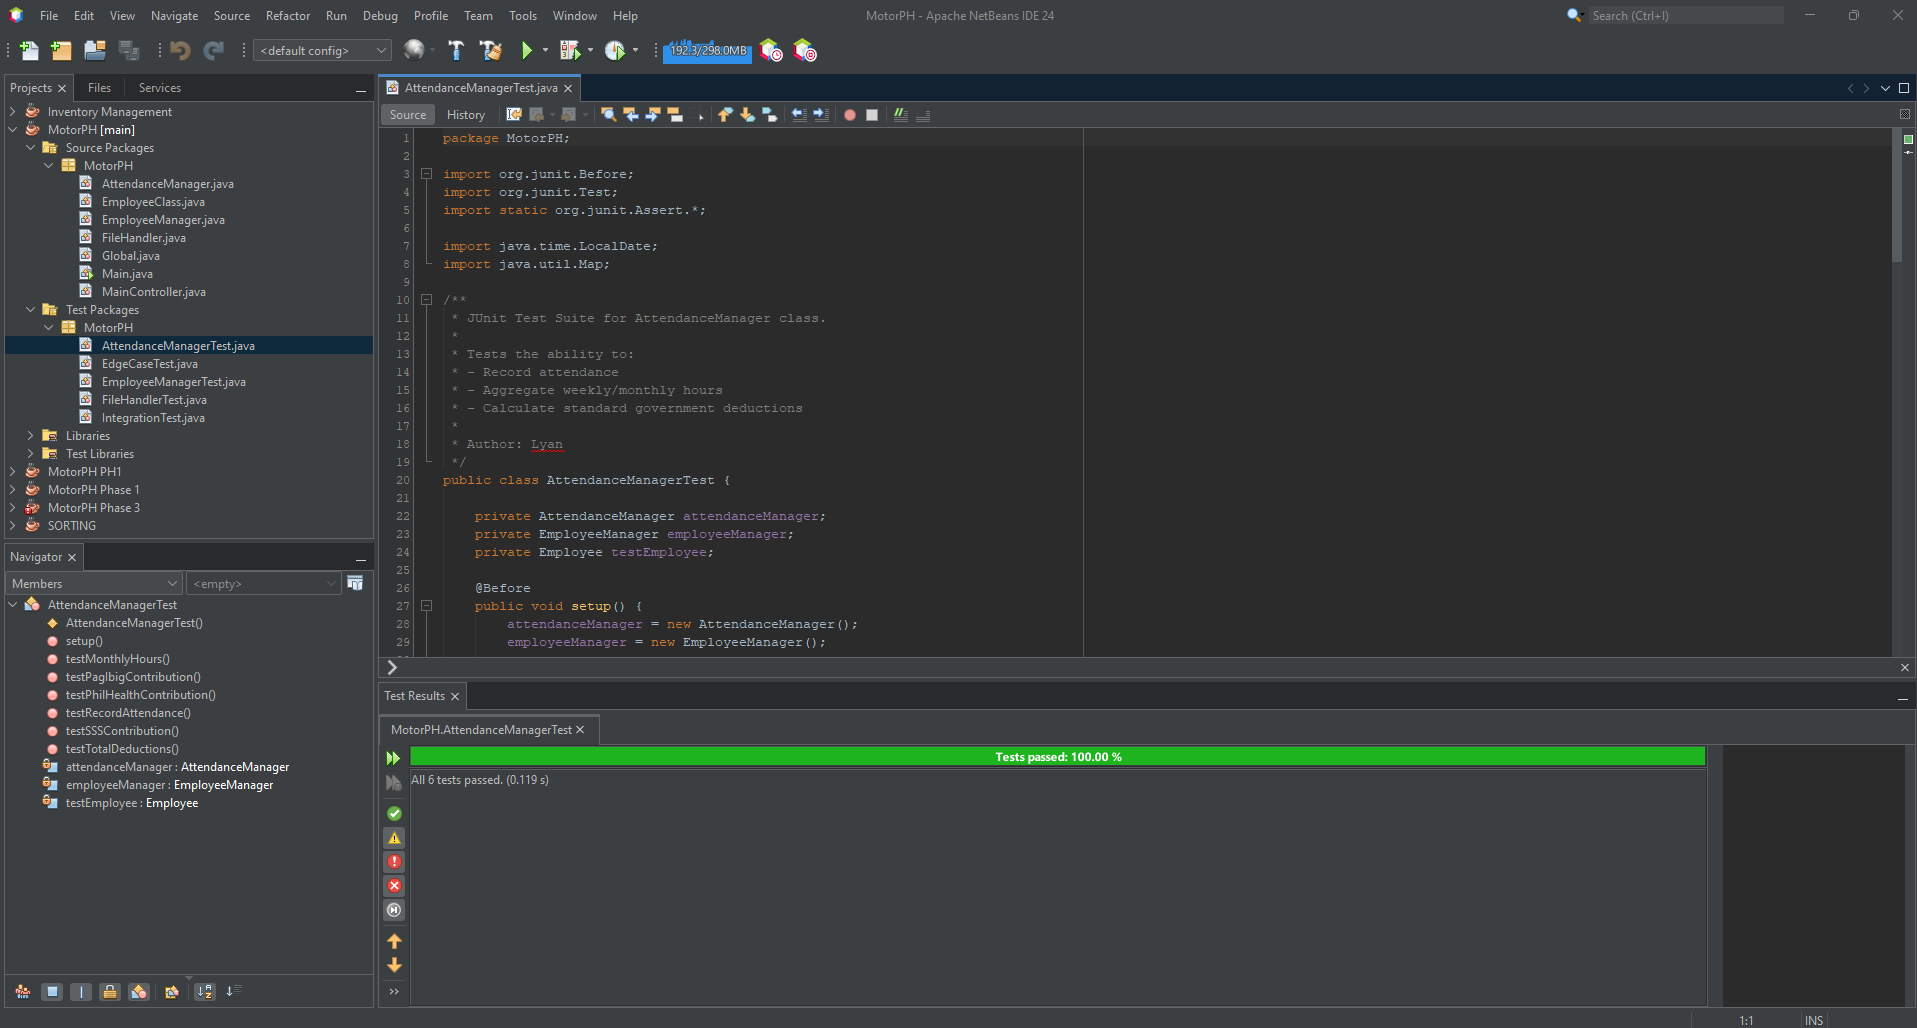 File Edit View Navigate Source Refactor Run Debug Profile Team Tools Window Help
MotorPH - Apache NetBeans IDE 24
Search (Ctrl+I)
<default config>
192.3/298.0MB
Projects Files Services
Inventory Management
MotorPH [main]
Source Packages
MotorPH
AttendanceManager.java
EmployeeClass.java
EmployeeManager.java
FileHandler.java
Global.java
Main.java
MainController.java
Test Packages
MotorPH
AttendanceManagerTest.java
EdgeCaseTest.java
EmployeeManagerTest.java
FileHandlerTest.java
IntegrationTest.java
Libraries
Test Libraries
MotorPH PH1
MotorPH Phase 1
MotorPH Phase 3
SORTING
Navigator
Members
<empty>
AttendanceManagerTest
AttendanceManagerTest()
setup()
testMonthlyHours()
testPagIbigContribution()
testPhilHealthContribution()
testRecordAttendance()
testSSSContribution()
testTotalDeductions()
attendanceManager : AttendanceManager
employeeManager : EmployeeManager
testEmployee : Employee
AttendanceManagerTest.java
Source History
1 package MotorPH;
2
3 import org.junit.Before;
4 import org.junit.Test;
5 import static org.junit.Assert.*;
6
7 import java.time.LocalDate;
8 import java.util.Map;
9
10 /**
11 * JUnit Test Suite for AttendanceManager class.
12 *
13 * Tests the ability to:
14 * - Record attendance
15 * - Aggregate weekly/monthly hours
16 * - Calculate standard government deductions
17 *
18 * Author: Lyan
19 */
20 public class AttendanceManagerTest {
21
22 private AttendanceManager attendanceManager;
23 private EmployeeManager employeeManager;
24 private Employee testEmployee;
25
26 @Before
27 public void setup() {
28 attendanceManager = new AttendanceManager();
29 employeeManager = new EmployeeManager();
Test Results
MotorPH.AttendanceManagerTest
Tests passed: 100.00 %
All 6 tests passed. (0.119 s)
1:1 INS